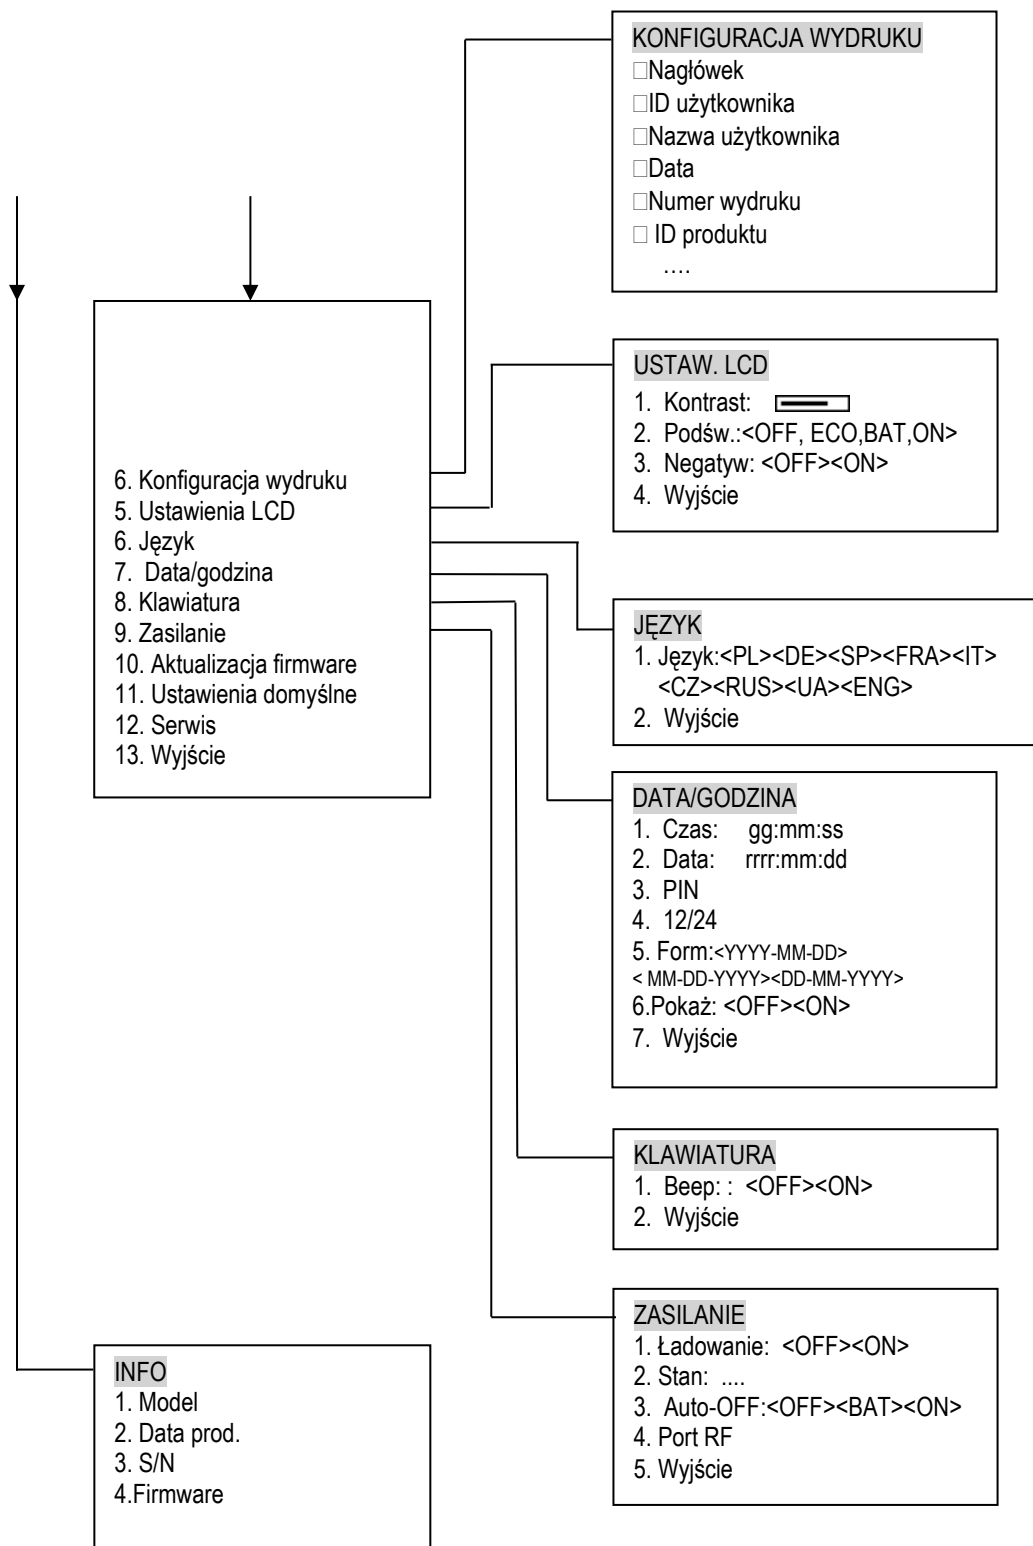 KONFIGURACJA WYDRUKU
□Nagłówek
□ID użytkownika
□Nazwa użytkownika
□Data
□Numer wydruku
□ ID produktu
....
6. Konfiguracja wydruku
5. Ustawienia LCD
6. Język
7. Data/godzina
8. Klawiatura
9. Zasilanie
10. Aktualizacja firmware
11. Ustawienia domyślne
12. Serwis
13. Wyjście
USTAW. LCD
1. Kontrast:
2. Podśw.:<OFF, ECO,BAT,ON>
3. Negatyw: <OFF><ON>
4. Wyjście
JĘZYK
1. Język:<PL><DE><SP><FRA><IT>
<CZ><RUS><UA><ENG>
2. Wyjście
DATA/GODZINA
1. Czas: gg:mm:ss
2. Data: rrrr:mm:dd
3. PIN
4. 12/24
5. Form:<YYYY-MM-DD>
< MM-DD-YYYY><DD-MM-YYYY>
6.Pokaż: <OFF><ON>
7. Wyjście
KLAWIATURA
1. Beep: : <OFF><ON>
2. Wyjście
ZASILANIE
1. Ładowanie: <OFF><ON>
2. Stan: ....
3. Auto-OFF:<OFF><BAT><ON>
4. Port RF
5. Wyjście
INFO
1. Model
2. Data prod.
3. S/N
4.Firmware